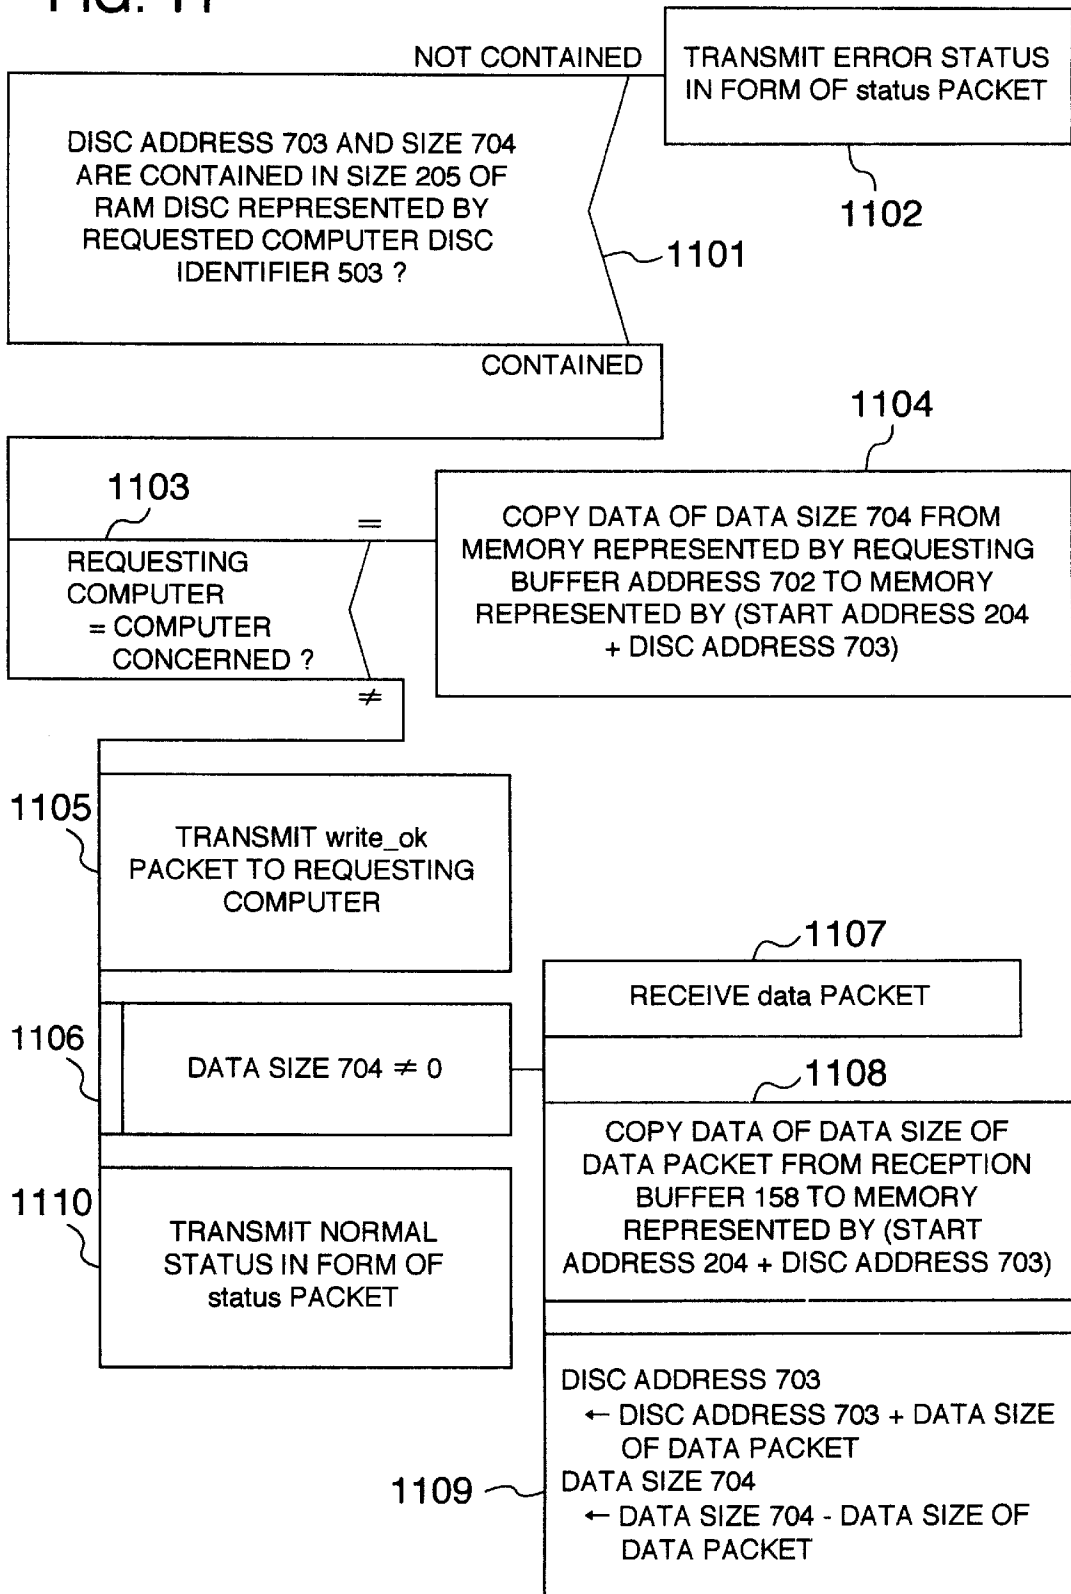 FIG. 11
NOT CONTAINED
TRANSMIT ERROR STATUS
IN FORM OF status PACKET
1102
DISC ADDRESS 703 AND SIZE 704
ARE CONTAINED IN SIZE 205 OF
RAM DISC REPRESENTED BY
REQUESTED COMPUTER DISC
IDENTIFIER 503 ?
1101
CONTAINED
1104
1103
=
COPY DATA OF DATA SIZE 704 FROM
MEMORY REPRESENTED BY REQUESTING
BUFFER ADDRESS 702 TO MEMORY
REPRESENTED BY (START ADDRESS 204
+ DISC ADDRESS 703)
REQUESTING
COMPUTER
= COMPUTER
CONCERNED ?
≠
1105
TRANSMIT write_ok
PACKET TO REQUESTING
COMPUTER
1107
RECEIVE data PACKET
1106
DATA SIZE 704 ≠ 0
1108
COPY DATA OF DATA SIZE OF
DATA PACKET FROM RECEPTION
BUFFER 158 TO MEMORY
REPRESENTED BY (START
ADDRESS 204 + DISC ADDRESS 703)
1110
TRANSMIT NORMAL
STATUS IN FORM OF
status PACKET
DISC ADDRESS 703
← DISC ADDRESS 703 + DATA SIZE
OF DATA PACKET
DATA SIZE 704
← DATA SIZE 704 - DATA SIZE OF
DATA PACKET
1109